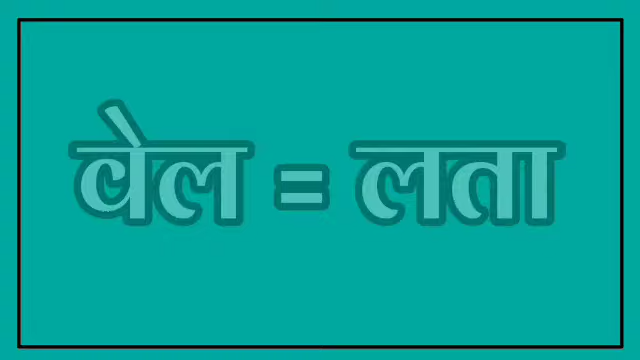 वेल = लता